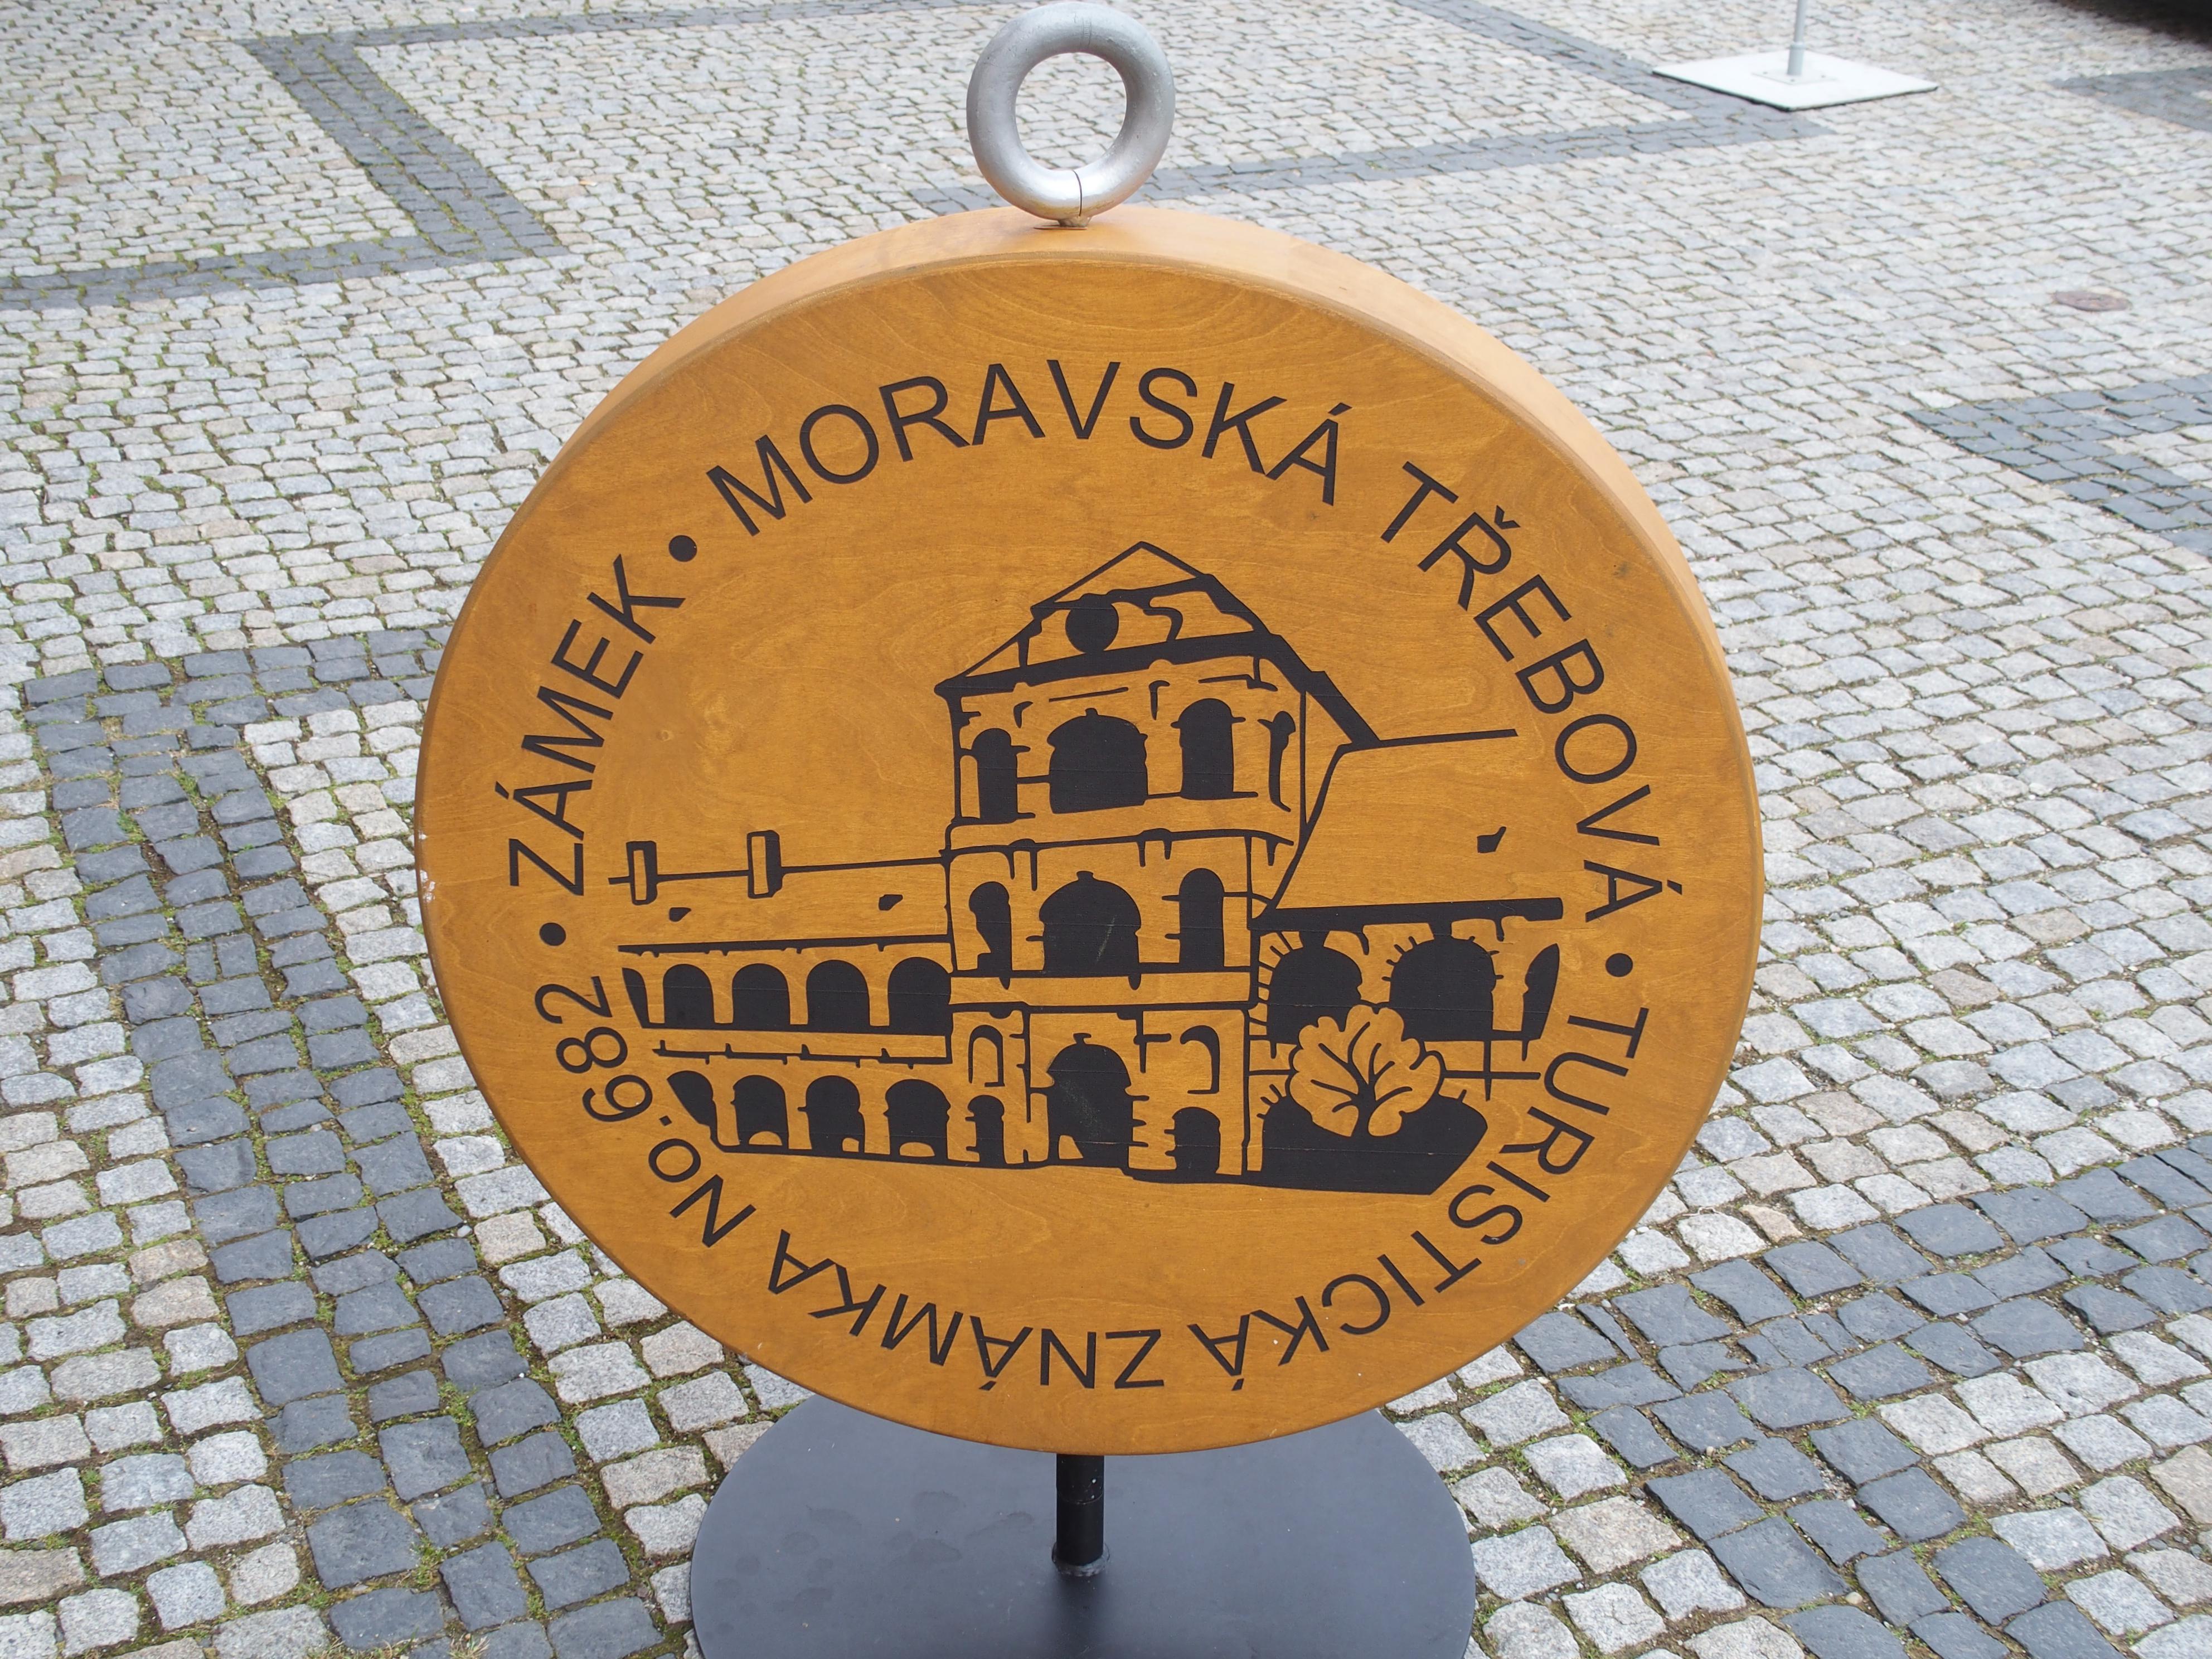 ZÁMEK • MORAVSKÁ TŘEBOVÁ • TURISTICKÁ ZNÁMKA NO. 682 •